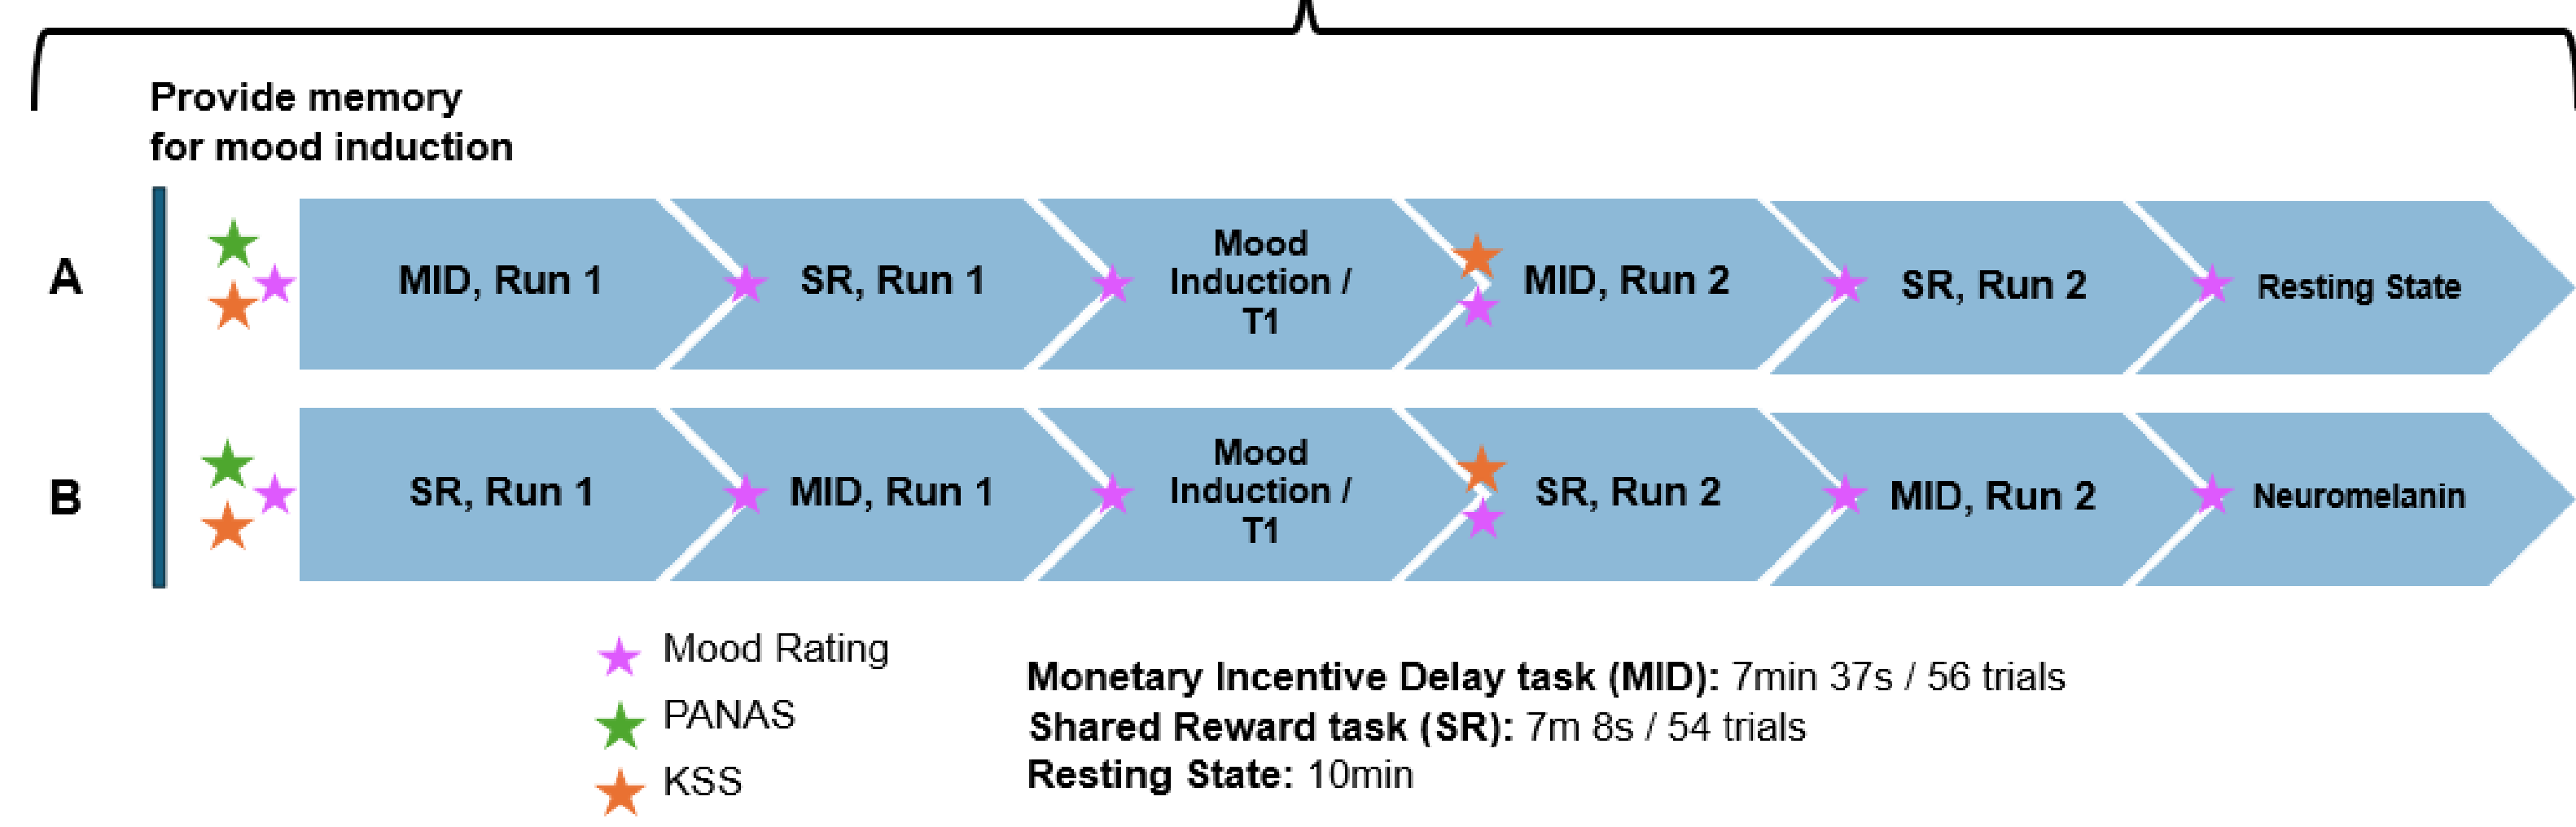 Provide memory
for mood induction
A
MID, Run 1
SR, Run 1
Mood
Induction /
T1
MID, Run 2
SR, Run 2
Resting State
B
SR, Run 1
MID, Run 1
Mood
Induction /
T1
SR, Run 2
MID, Run 2
Neuromelanin
Mood Rating
PANAS
KSS
Monetary Incentive Delay task (MID): 7min 37s / 56 trials
Shared Reward task (SR): 7m 8s / 54 trials
Resting State: 10min